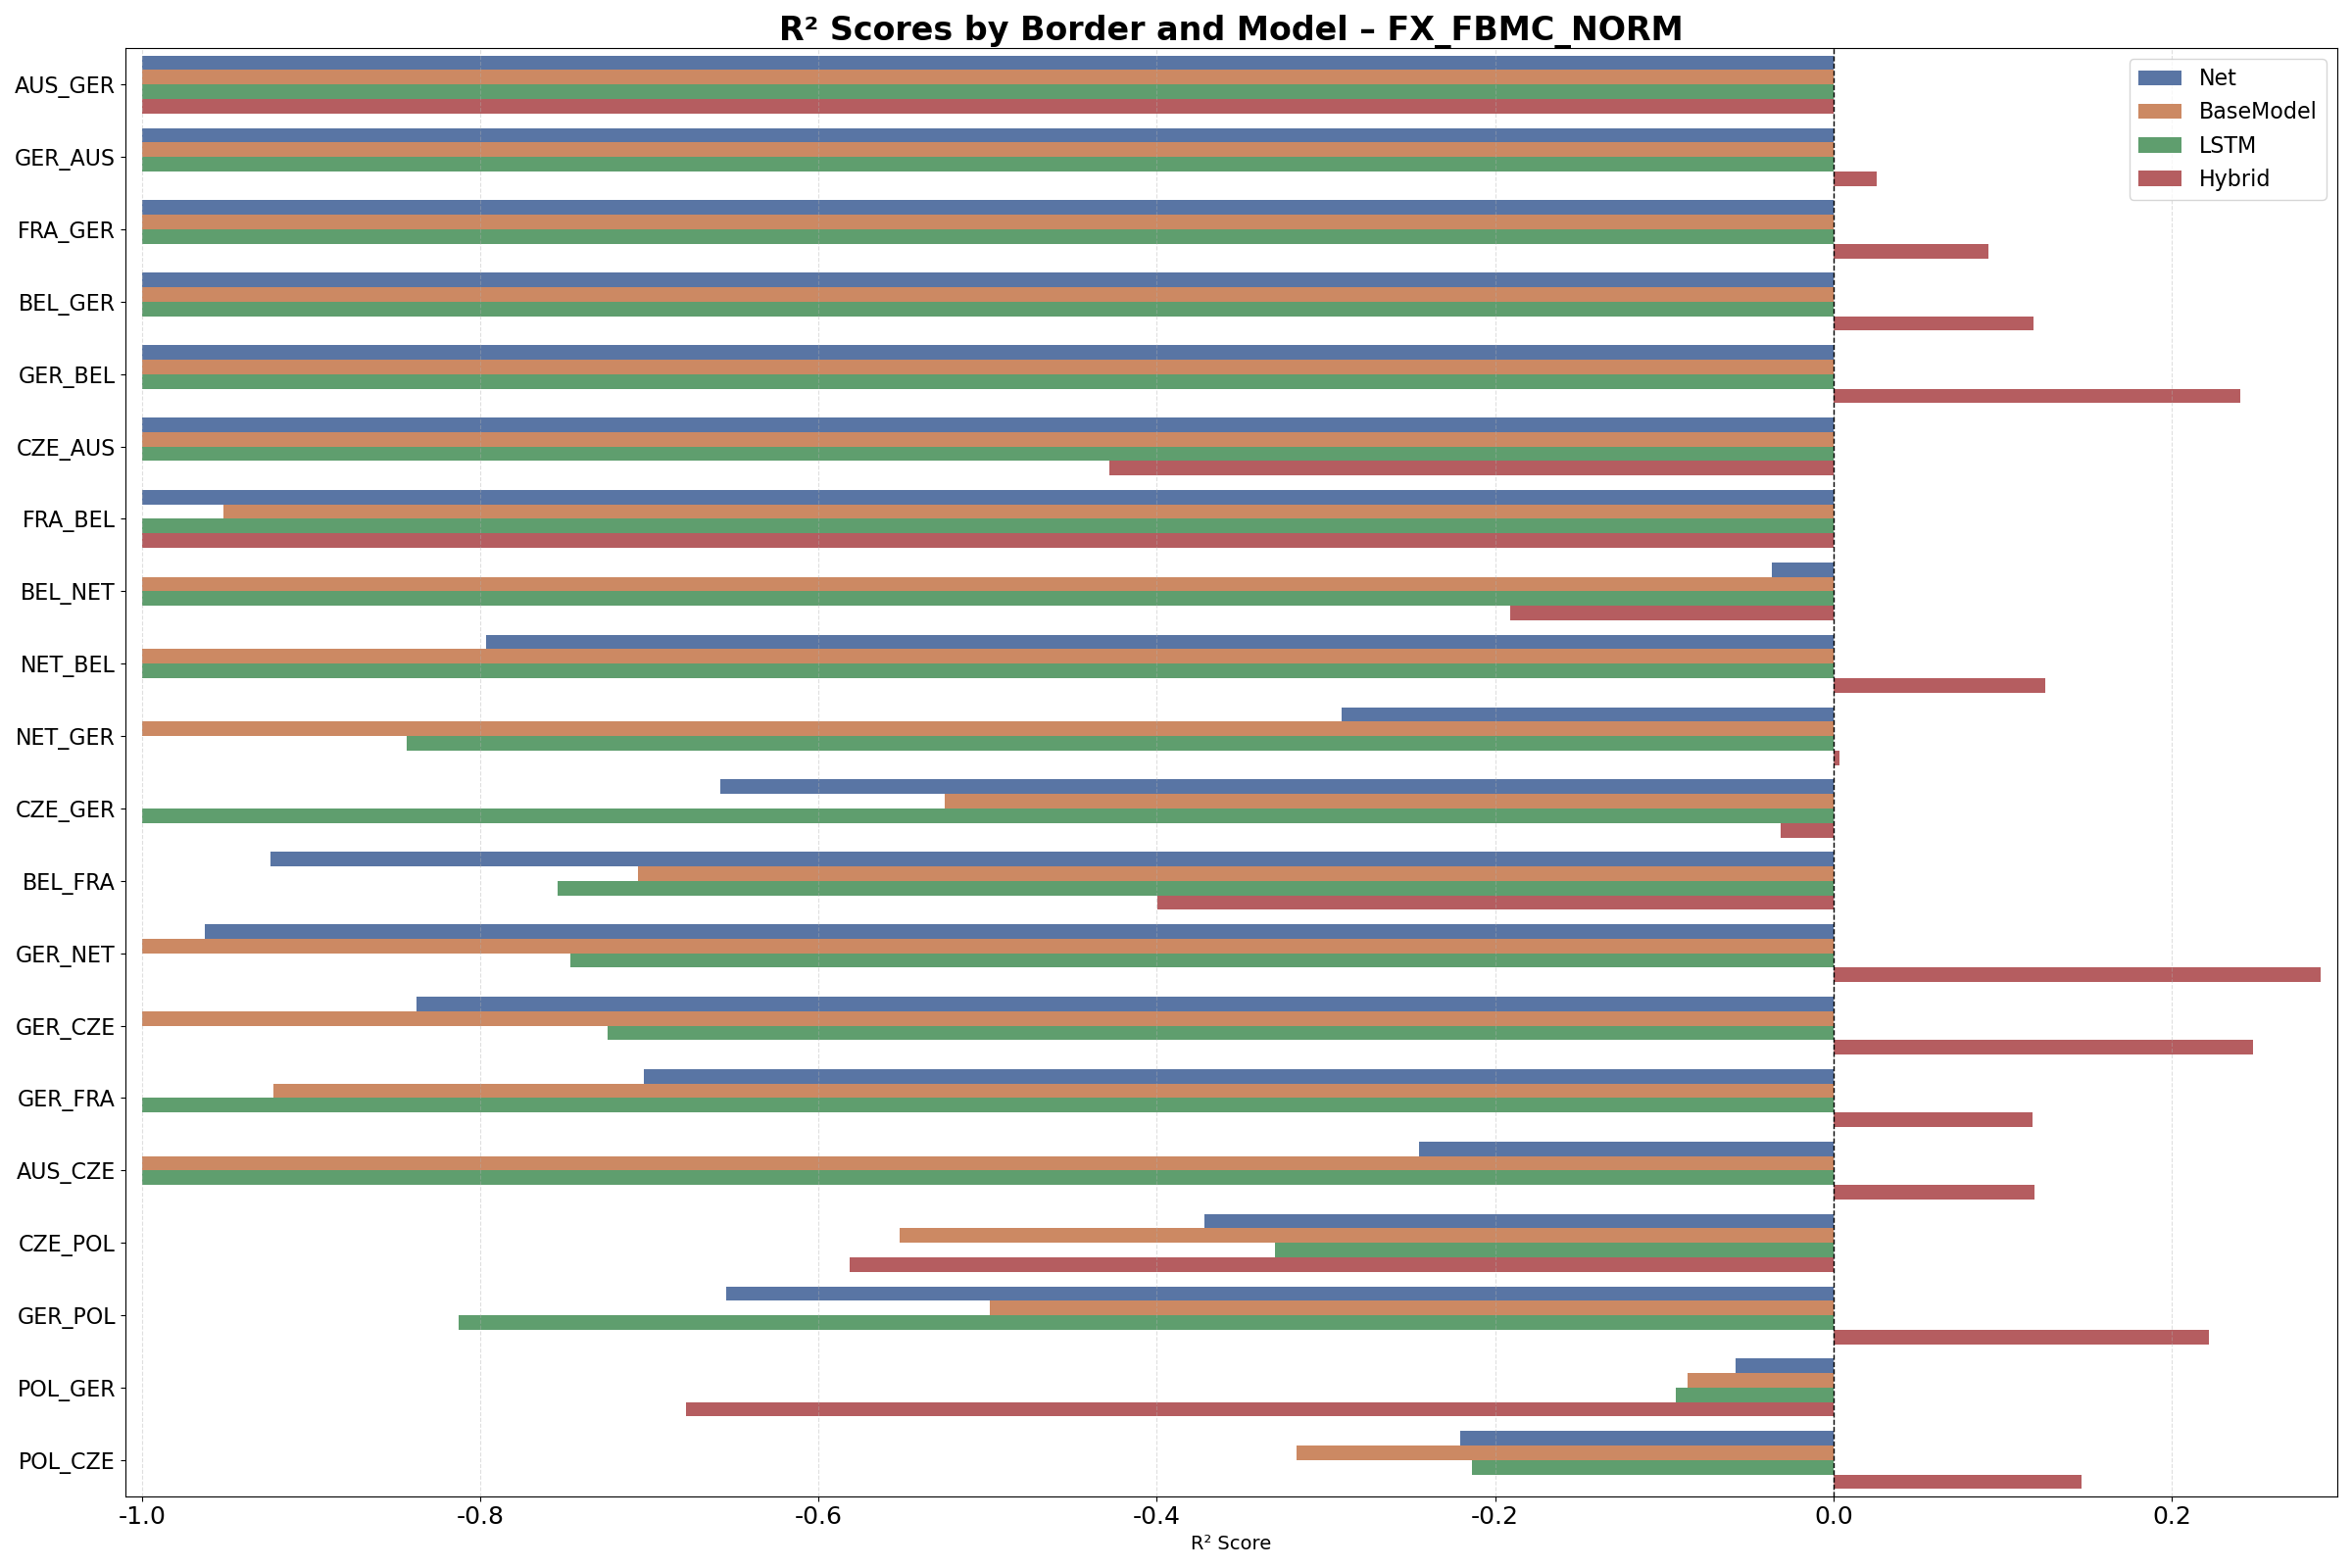 R² Scores by Border and Model – FX_FBMC_NORM
Net
BaseModel
LSTM
Hybrid
AUS_GER
GER_AUS
FRA_GER
BEL_GER
GER_BEL
CZE_AUS
FRA_BEL
BEL_NET
NET_BEL
NET_GER
CZE_GER
BEL_FRA
GER_NET
GER_CZE
GER_FRA
AUS_CZE
CZE_POL
GER_POL
POL_GER
POL_CZE
-1.0 -0.8 -0.6 -0.4 -0.2 0.0 0.2
R² Score